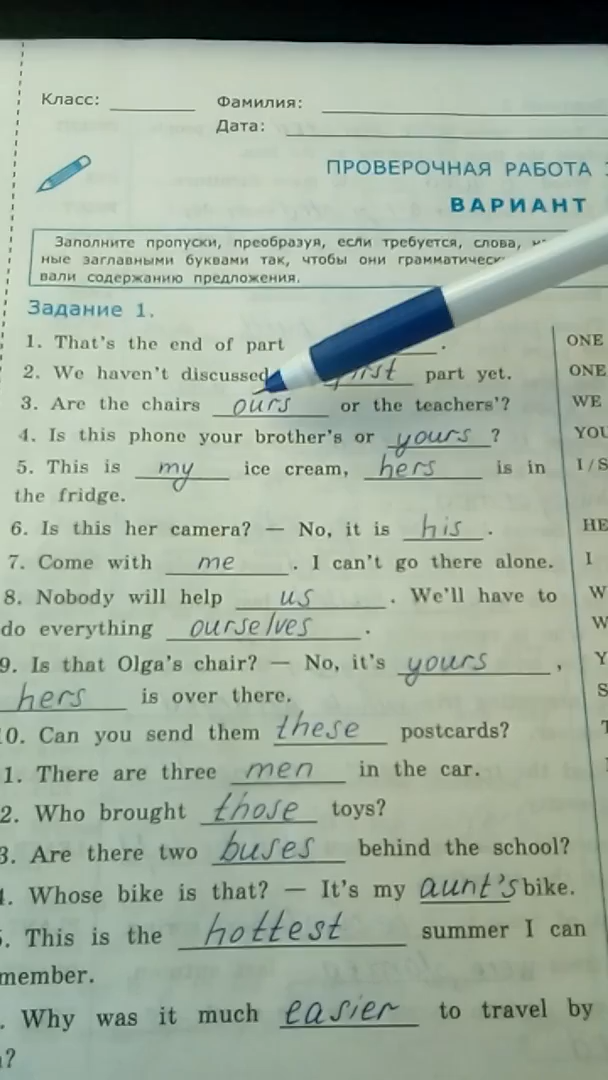 Класс: Фамилия:
Дата:
ПРОВЕРОЧНАЯ РАБОТА
ВАРИАНТ
Заполните пропуски, преобразуя, если требуется, слова,
ные заглавными буквами так, чтобы они грамматическ
вали содержанию предложения.
Задание 1.
1. That's the end of part . ONE
2. We haven't discussed first part yet. ONE
3. Are the chairs ours or the teachers'? WE
4. Is this phone your brother's or yours? YOU
5. This is my ice cream, hers is in I/S
the fridge.
6. Is this her camera? — No, it is his. HE
7. Come with me. I can't go there alone. I
8. Nobody will help us. We'll have to W
do everything ourselves. W
9. Is that Olga's chair? — No, it's yours, Y
hers is over there. S
10. Can you send them these postcards? T
1. There are three men in the car.
2. Who brought those toys?
3. Are there two buses behind the school?
4. Whose bike is that? — It's my aunt's bike.
5. This is the hottest summer I can
member.
. Why was it much easier to travel by
?